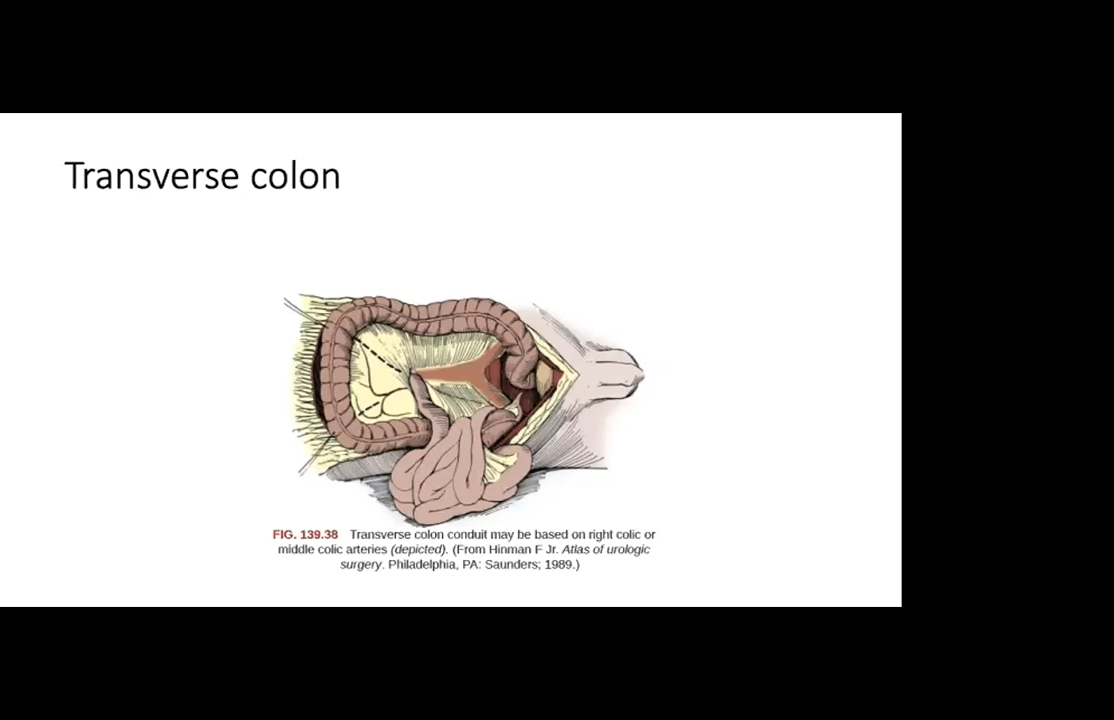 Transverse colon
FIG. 139.38 Transverse colon conduit may be based on right colic or
middle colic arteries (depicted). (From Hinman F Jr. Atlas of urologic
surgery. Philadelphia, PA: Saunders; 1989.)